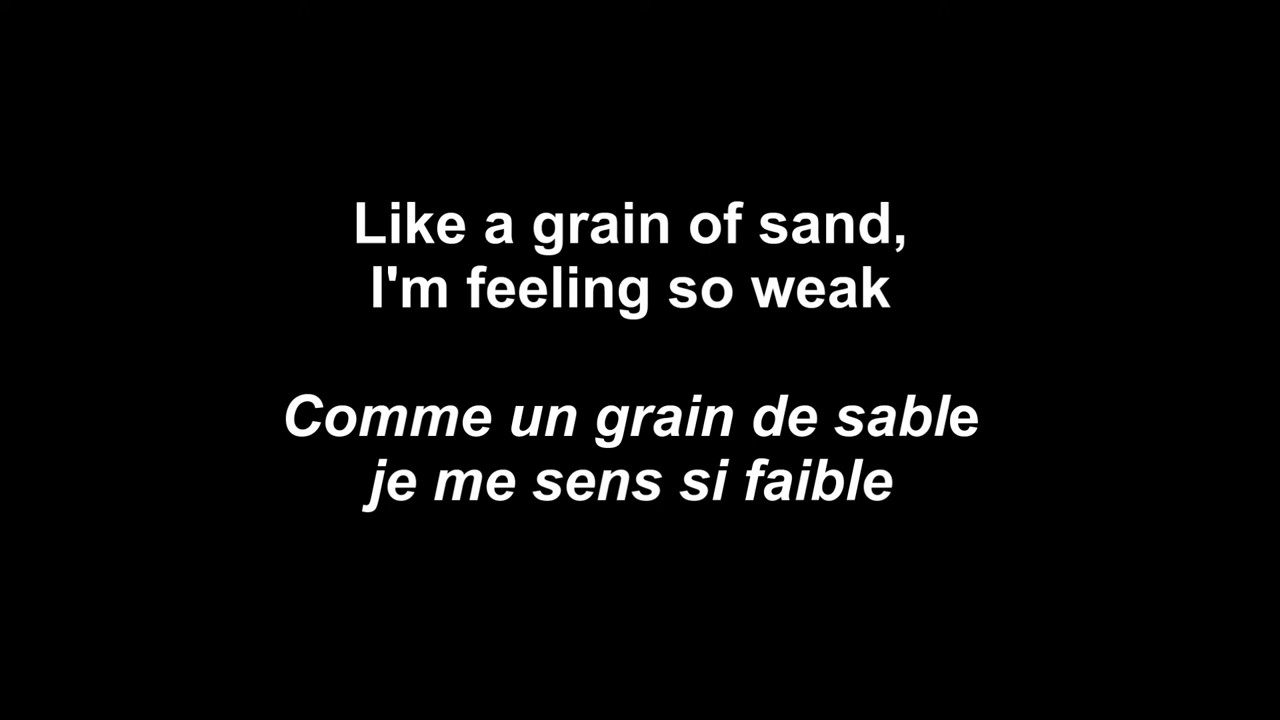 Like a grain of sand,
I'm feeling so weak
Comme un grain de sable
je me sens si faible